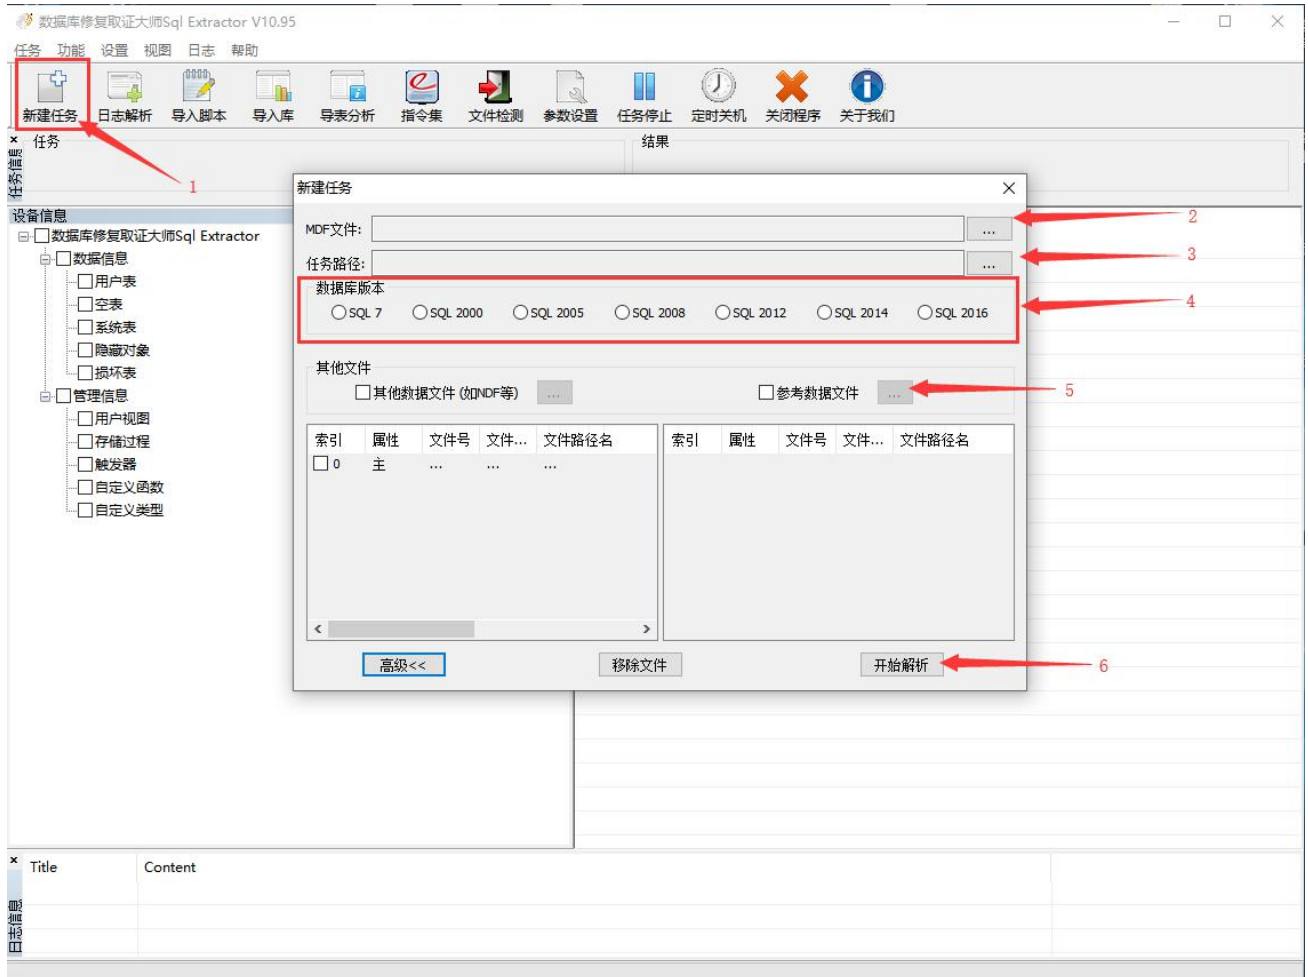 数据库修复取证大师Sql Extractor V10.95
任务 功能 设置 视图 日志 帮助
新建任务 日志解析 导入脚本 导入库 导表分析 指令集 文件检测 参数设置 任务停止 定时关机 关闭程序 关于我们
任务信息
任务
结果
1
设备信息
数据库修复取证大师Sql Extractor
数据信息
用户表
空表
系统表
隐藏对象
损坏表
管理信息
用户视图
存储过程
触发器
自定义函数
自定义类型
新建任务
MDF文件: ... 2
任务路径: ... 3
数据库版本
SQL 7 SQL 2000 SQL 2005 SQL 2008 SQL 2012 SQL 2014 SQL 2016 4
其他文件
其他数据文件 (如NDF等) ... 参考数据文件 ... 5
索引 属性 文件号 文件... 文件路径名 索引 属性 文件号 文件... 文件路径名
0 主 ... ... ...
高级<< 移除文件 开始解析 6
Title Content
日志信息